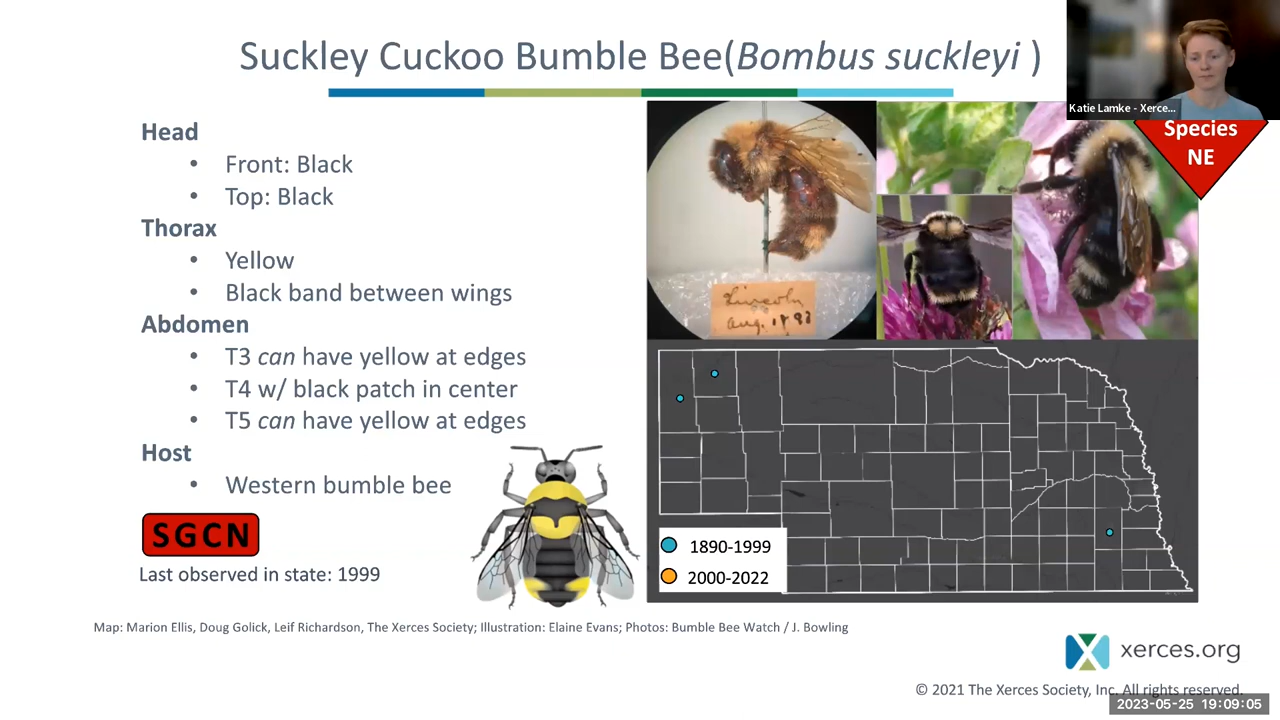 Suckley Cuckoo Bumble Bee(Bombus suckleyi )
Katie Lamke - Xerce...
Species
NE
Head
• Front: Black
• Top: Black
Thorax
• Yellow
• Black band between wings
Abdomen
• T3 can have yellow at edges
• T4 w/ black patch in center
• T5 can have yellow at edges
Host
• Western bumble bee
SGCN
Last observed in state: 1999
Lincoln
Aug.
1890-1999
2000-2022
Map: Marion Ellis, Doug Golick, Leif Richardson, The Xerces Society; Illustration: Elaine Evans; Photos: Bumble Bee Watch / J. Bowling
xerces.org
© 2021 The Xerces Society, Inc. All rights reserved.
2023-05-25 19:09:05